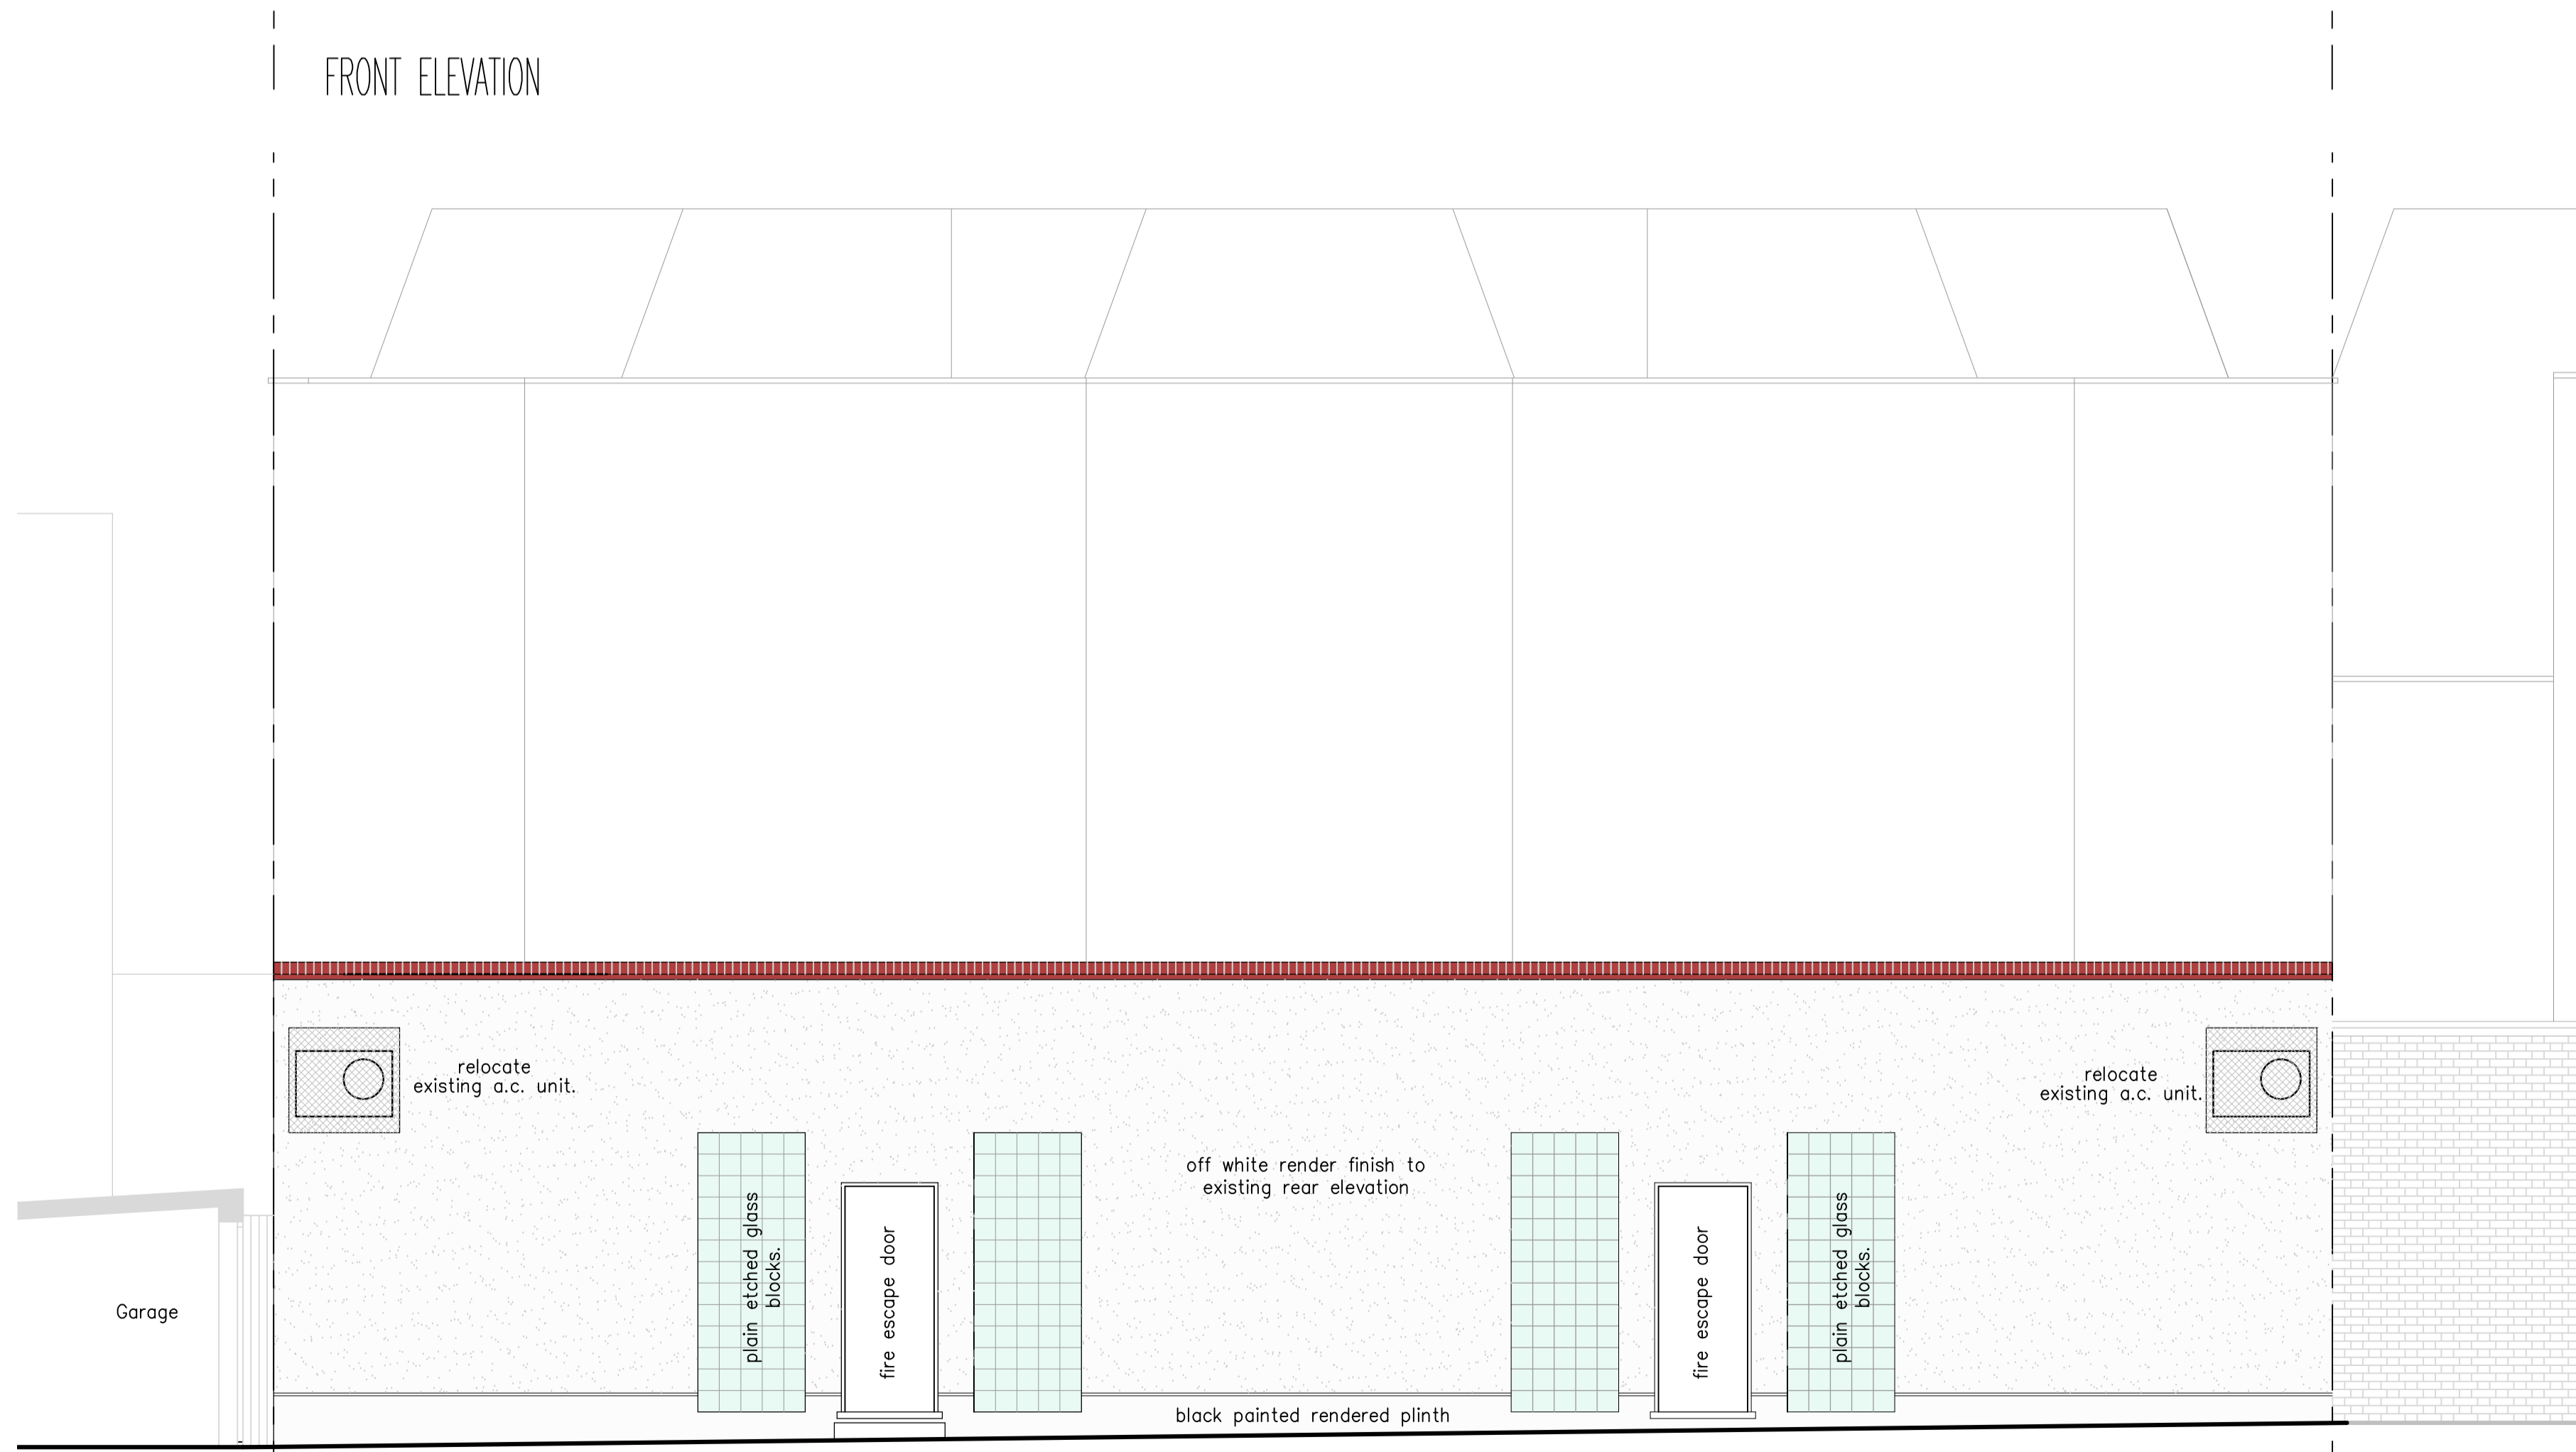 FRONT ELEVATION
relocate
existing a.c. unit.
relocate
existing a.c. unit.
off white render finish to
existing rear elevation
plain etched glass
blocks.
fire escape door
fire escape door
plain etched glass
blocks.
Garage
black painted rendered plinth